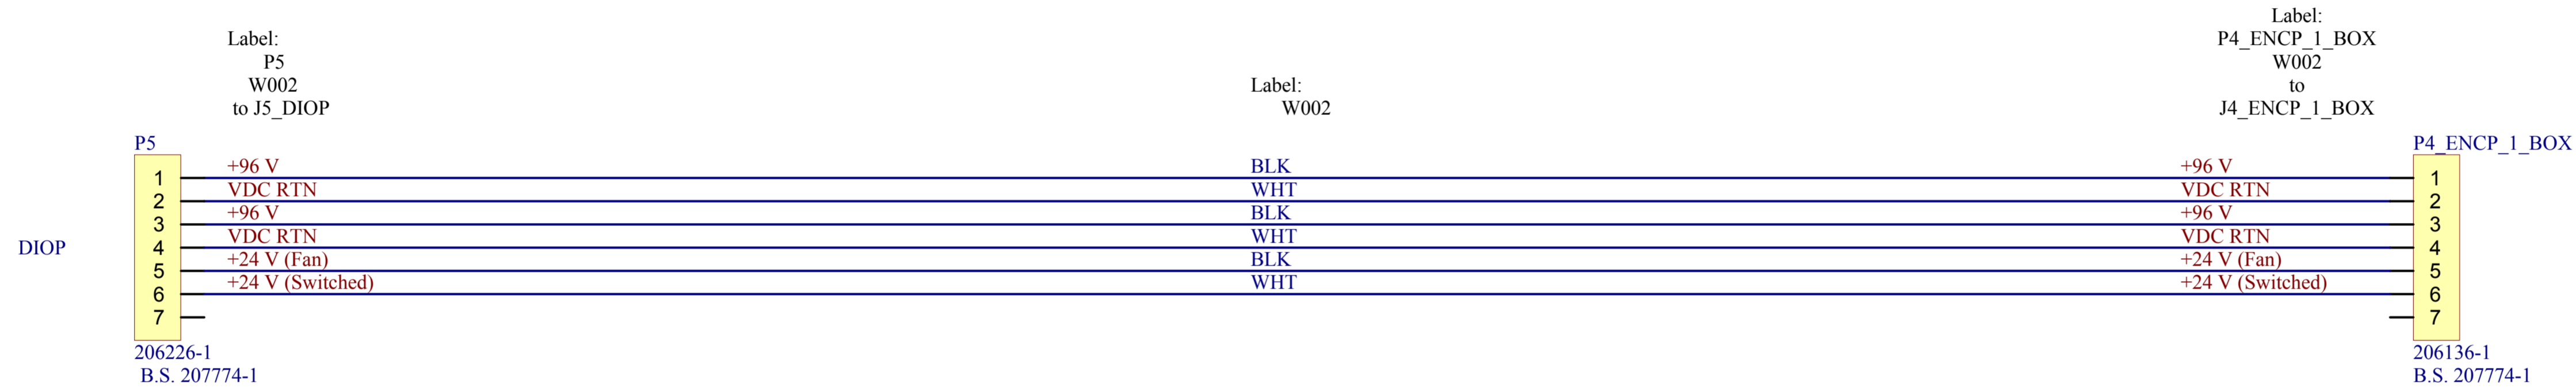 Label:
P5
W002
to J5_DIOP
Label:
W002
Label:
P4_ENCP_1_BOX
W002
to
J4_ENCP_1_BOX
P5
P4_ENCP_1_BOX
1 +96 V BLK +96 V 1
2 VDC RTN WHT VDC RTN 2
3 +96 V BLK +96 V 3
4 VDC RTN WHT VDC RTN 4
DIOP
5 +24 V (Fan) BLK +24 V (Fan) 5
6 +24 V (Switched) WHT +24 V (Switched) 6
7 7
206226-1
B.S. 207774-1
206136-1
B.S. 207774-1